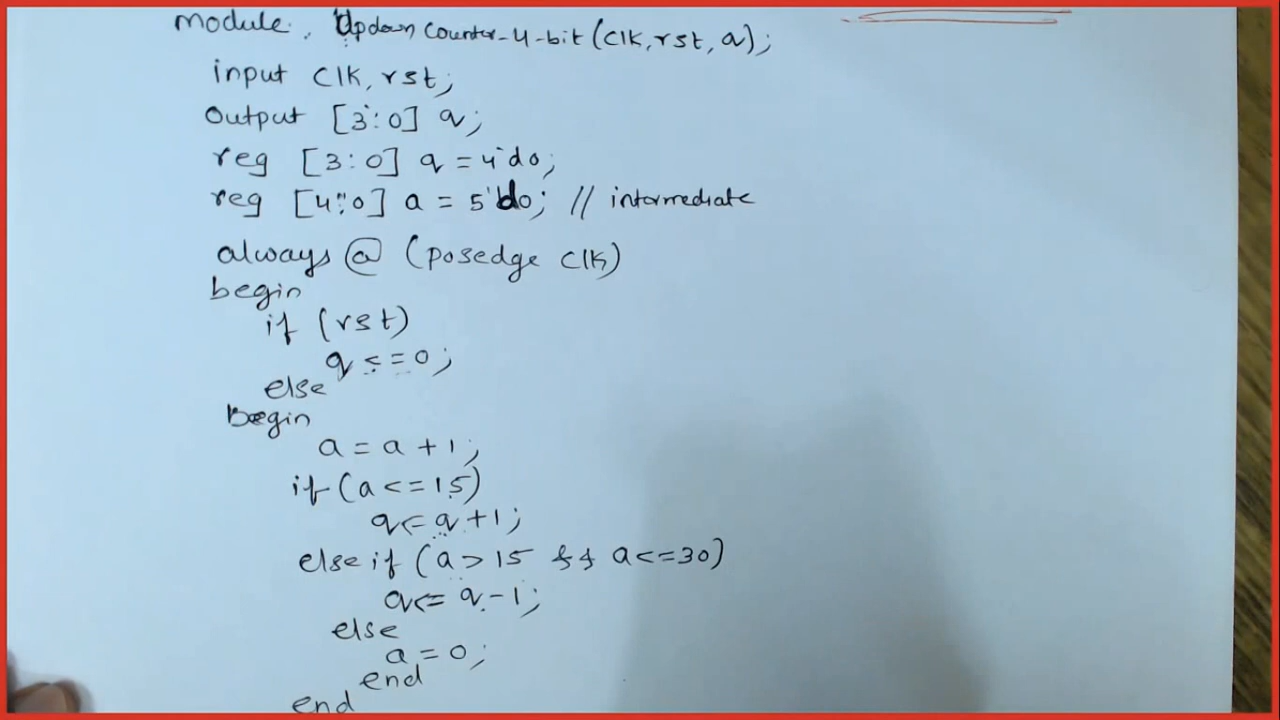 module. Updown Counter-4-bit (clk, rst, q);
input clk, rst;
Output [3:0] q;
reg [3:0] q = 4'd0;
reg [4:0] a = 5'd0; // intermediate
always @ (posedge clk)
begin
if (rst)
q <= 0;
else
Begin
a = a + 1;
if (a <= 15)
q <= q + 1;
else if (a > 15 && a <= 30)
q <= q - 1;
else
a = 0;
end
end